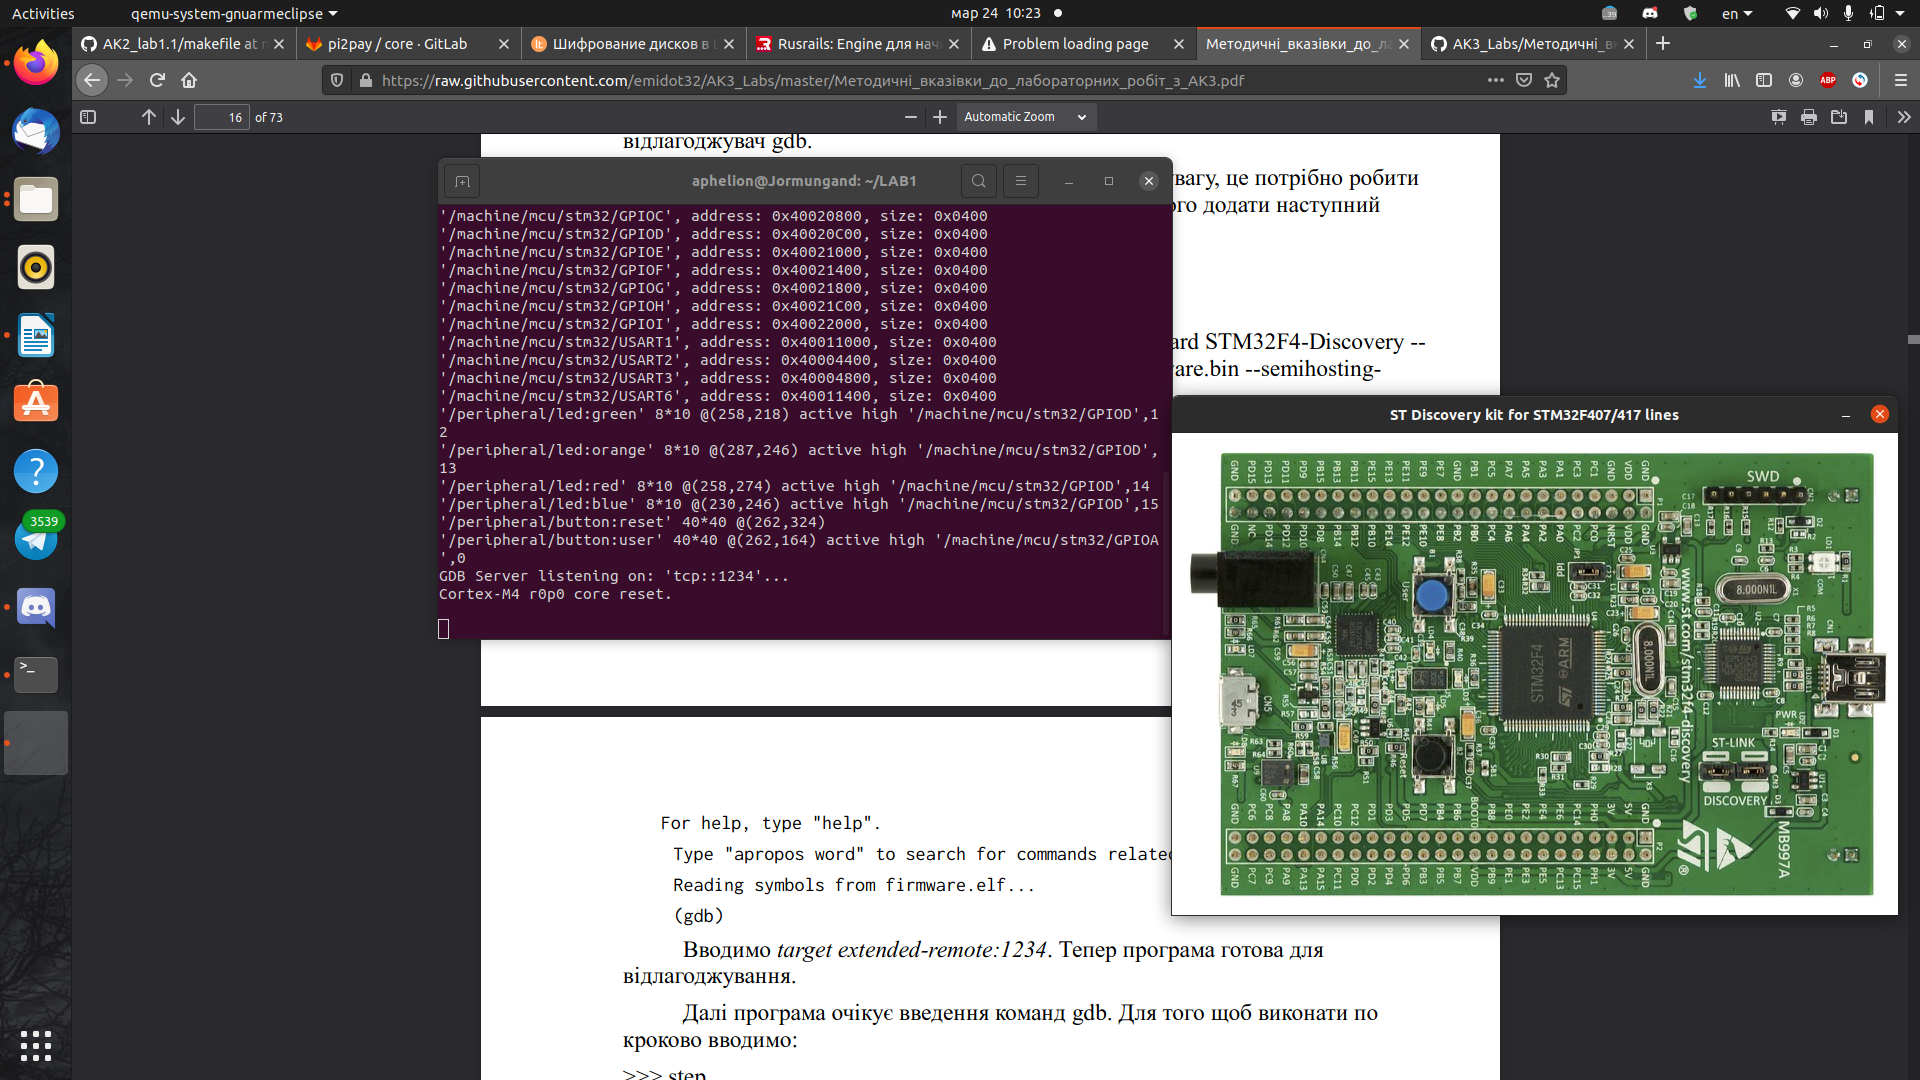 Activities
qemu-system-gnuarmeclipse
мар 24 10:23
en
AK2_lab1.1/makefile at m
pi2pay / core · GitLab
Шифрование дисков в L
Rusrails: Engine для нач
Problem loading page
Методичні_вказівки_до_ла
AK3_Labs/Методичні_в
https://raw.githubusercontent.com/emidot32/AK3_Labs/master/Методичні_вказівки_до_лабораторних_робіт_з_АК3.pdf
ABP
16 of 73
Automatic Zoom
відлагоджувач gdb.
увагу, це потрібно робити
ого додати наступний
ard STM32F4-Discovery --
are.bin --semihosting-
aphelion@Jormungand: ~/LAB1
'/machine/mcu/stm32/GPIOC', address: 0x40020800, size: 0x0400
'/machine/mcu/stm32/GPIOD', address: 0x40020C00, size: 0x0400
'/machine/mcu/stm32/GPIOE', address: 0x40021000, size: 0x0400
'/machine/mcu/stm32/GPIOF', address: 0x40021400, size: 0x0400
'/machine/mcu/stm32/GPIOG', address: 0x40021800, size: 0x0400
'/machine/mcu/stm32/GPIOH', address: 0x40021C00, size: 0x0400
'/machine/mcu/stm32/GPIOI', address: 0x40022000, size: 0x0400
'/machine/mcu/stm32/USART1', address: 0x40011000, size: 0x0400
'/machine/mcu/stm32/USART2', address: 0x40004400, size: 0x0400
'/machine/mcu/stm32/USART3', address: 0x40004800, size: 0x0400
'/machine/mcu/stm32/USART6', address: 0x40011400, size: 0x0400
'/peripheral/led:green' 8*10 @(258,218) active high '/machine/mcu/stm32/GPIOD',1
2
'/peripheral/led:orange' 8*10 @(287,246) active high '/machine/mcu/stm32/GPIOD',
13
'/peripheral/led:red' 8*10 @(258,274) active high '/machine/mcu/stm32/GPIOD',14
'/peripheral/led:blue' 8*10 @(230,246) active high '/machine/mcu/stm32/GPIOD',15
'/peripheral/button:reset' 40*40 @(262,324)
'/peripheral/button:user' 40*40 @(262,164) active high '/machine/mcu/stm32/GPIOA
',0
GDB Server listening on: 'tcp::1234'...
Cortex-M4 r0p0 core reset.
ST Discovery kit for STM32F407/417 lines
SWD
User
Reset
STM32F4
ARM
8.000N1L
8.000N1L
www.st.com/stm32f4-discovery
PWR
ST-LINK
DISCOVERY
MB997A
3539
For help, type "help".
Type "apropos word" to search for commands relate
Reading symbols from firmware.elf...
(gdb)
Вводимо target extended-remote:1234. Тепер програма готова для
відлагоджування.
Далі програма очікує введення команд gdb. Для того щоб виконати по
кроково вводимо:
>>> step